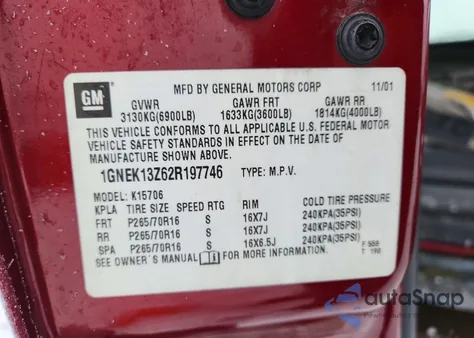 GM
MFD BY GENERAL MOTORS CORP 11/01
GVWR GAWR FRT GAWR RR
3130KG(6900LB) 1633KG(3600LB) 1814KG(4000LB)
THIS VEHICLE CONFORMS TO ALL APPLICABLE U.S. FEDERAL MOTOR
VEHICLE SAFETY STANDARDS IN EFFECT ON THE DATE OF
MANUFACTURE SHOWN ABOVE.
1GNEK13Z62R197746 TYPE: M.P.V.
MODEL: K15706
KPLA TIRE SIZE SPEED RIM COLD TIRE PRESSURE
FRT P265/70R16 S 16X7J 240KPA(35PSI)
RR P265/70R16 S 16X7J 240KPA(35PSI)
SPA P265/70R16 S 16X6.5J 240KPA(35PSI)
SEE OWNER'S MANUAL FOR MORE INFORMATION
F 558
T 198
autoSnap